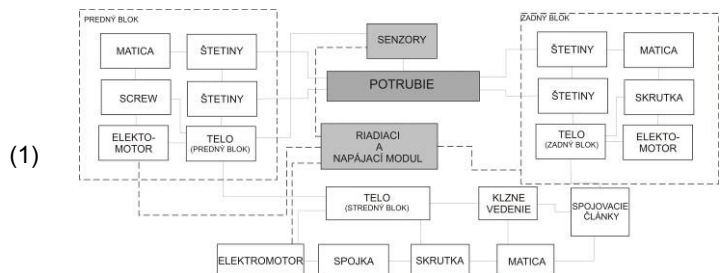 PREDNÝ BLOK
MATICA
ŠTETINY
SCREW
ŠTETINY
ELEKTO-
MOTOR
TELO
(PREDNÝ BLOK)
SENZORY
POTRUBIE
RIADIACI
A
NAPÁJACÍ MODUL
ZADNÝ BLOK
ŠTETINY
MATICA
ŠTETINY
SKRUTKA
TELO
(ZADNÝ BLOK)
ELEKTO-
MOTOR
(1)
TELO
(STREDNÝ BLOK)
KLZNE
VEDENIE
SPOJOVACIE
ČLÁNKY
ELEKTROMOTOR
SPOJKA
SKRUTKA
MATICA